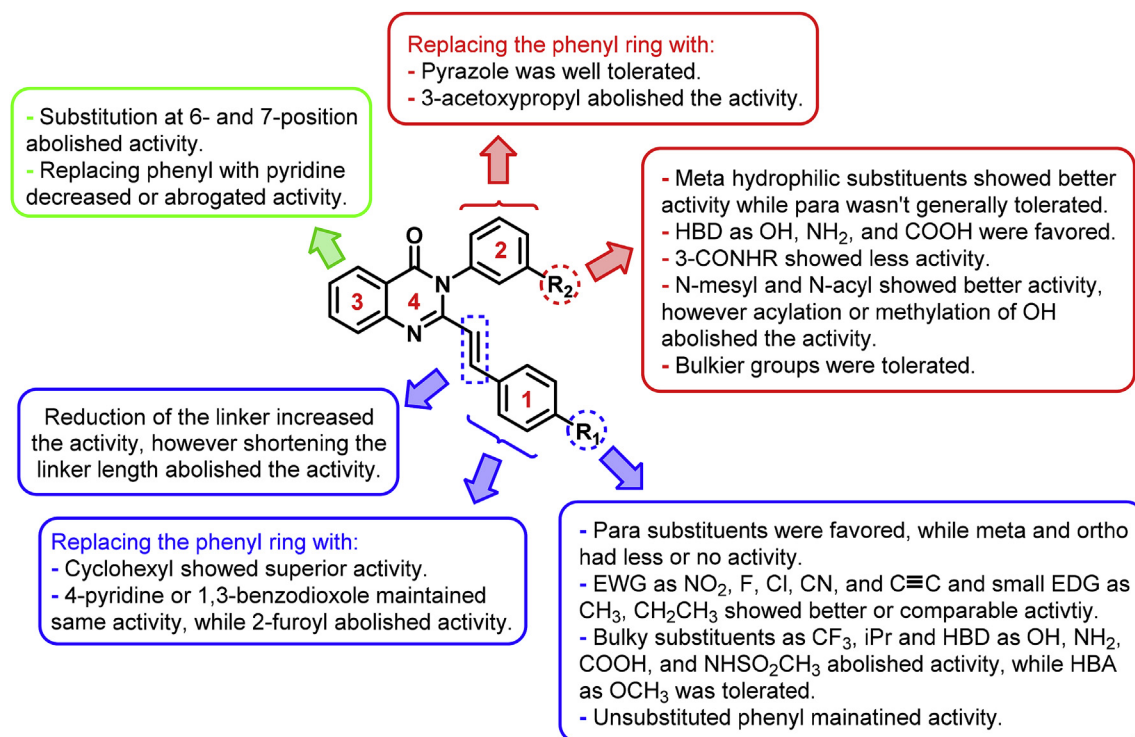 Replacing the phenyl ring with:
- Pyrazole was well tolerated.
- 3-acetoxypropyl abolished the activity.
- Substitution at 6- and 7-position
abolished activity.
- Replacing phenyl with pyridine
decreased or abrogated activity.
- Meta hydrophilic substituents showed better
activity while para wasn't generally tolerated.
- HBD as OH, NH₂, and COOH were favored.
- 3-CONHR showed less activity.
- N-mesyl and N-acyl showed better activity,
however acylation or methylation of OH
abolished the activity.
- Bulkier groups were tolerated.
O
2
R₂
3
4
N
N
1
R₁
Reduction of the linker increased
the activity, however shortening the
linker length abolished the activity.
Replacing the phenyl ring with:
- Cyclohexyl showed superior activity.
- 4-pyridine or 1,3-benzodioxole maintained
same activity, while 2-furoyl abolished activity.
- Para substituents were favored, while meta and ortho
had less or no activity.
- EWG as NO₂, F, Cl, CN, and C≡C and small EDG as
CH₃, CH₂CH₃ showed better or comparable activtiy.
- Bulky substituents as CF₃, iPr and HBD as OH, NH₂,
COOH, and NHSO₂CH₃ abolished activity, while HBA
as OCH₃ was tolerated.
- Unsubstituted phenyl mainatined activity.